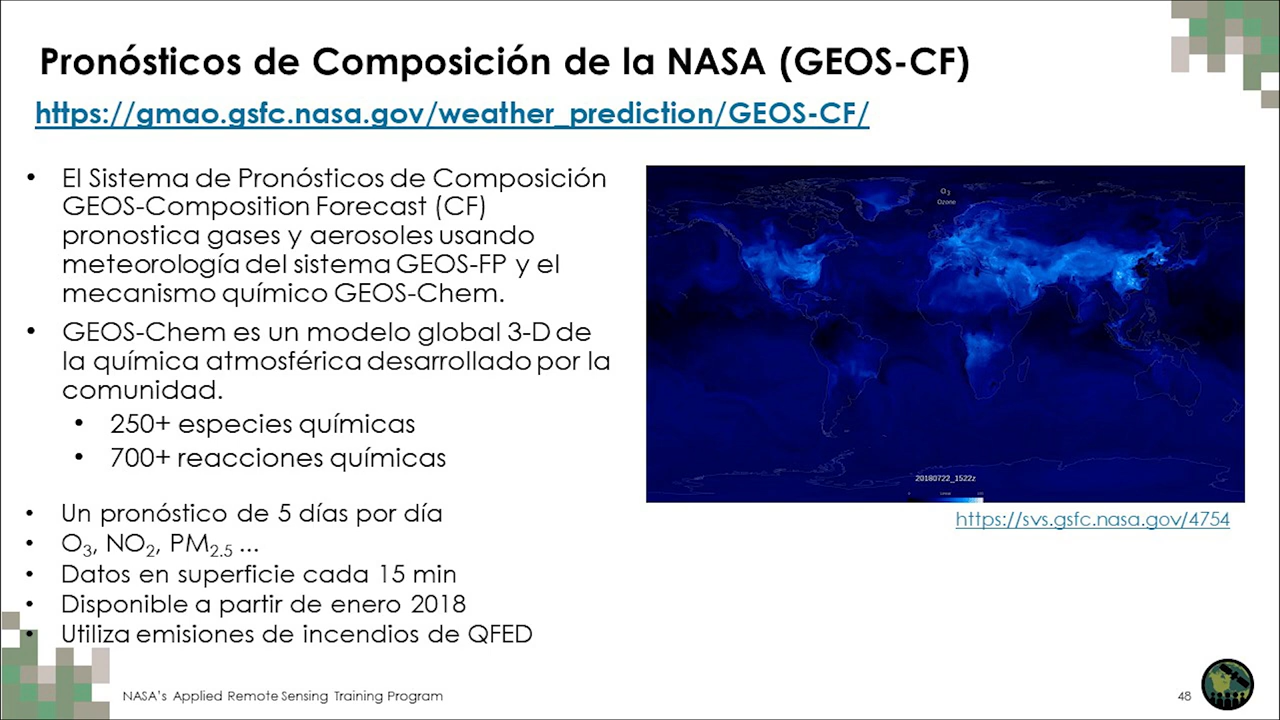 Pronósticos de Composición de la NASA (GEOS-CF)
https://gmao.gsfc.nasa.gov/weather_prediction/GEOS-CF/
• El Sistema de Pronósticos de Composición
GEOS-Composition Forecast (CF)
pronostica gases y aerosoles usando
meteorología del sistema GEOS-FP y el
mecanismo químico GEOS-Chem.
• GEOS-Chem es un modelo global 3-D de
la química atmosférica desarrollado por la
comunidad.
• 250+ especies químicas
• 700+ reacciones químicas
• Un pronóstico de 5 días por día
• O3, NO2, PM2.5 ...
• Datos en superficie cada 15 min
• Disponible a partir de enero 2018
• Utiliza emisiones de incendios de QFED
O3
Ozone
20180722_1522z
https://svs.gsfc.nasa.gov/4754
NASA's Applied Remote Sensing Training Program
48